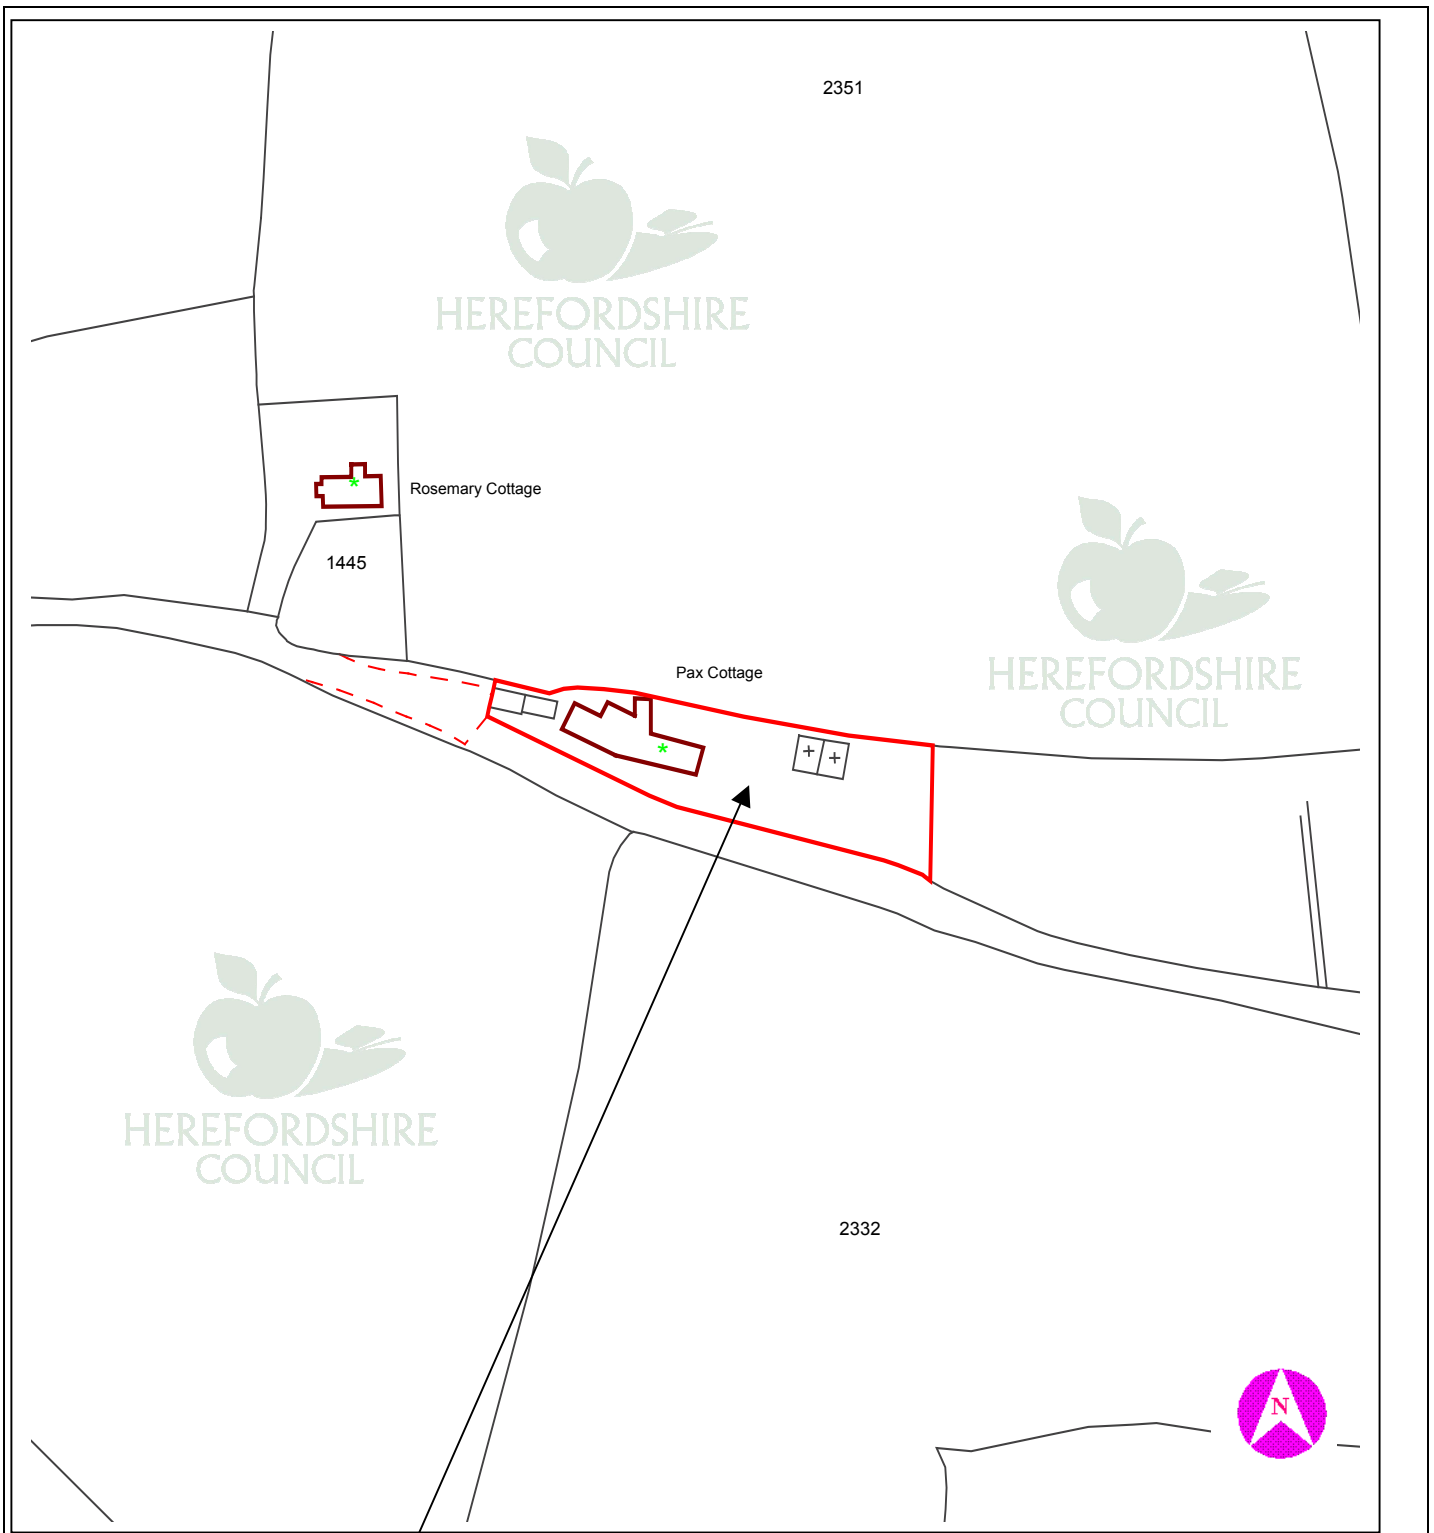 2351
HEREFORDSHIRE
COUNCIL
Rosemary Cottage
1445
HEREFORDSHIRE
COUNCIL
Pax Cottage
HEREFORDSHIRE
COUNCIL
2332
N